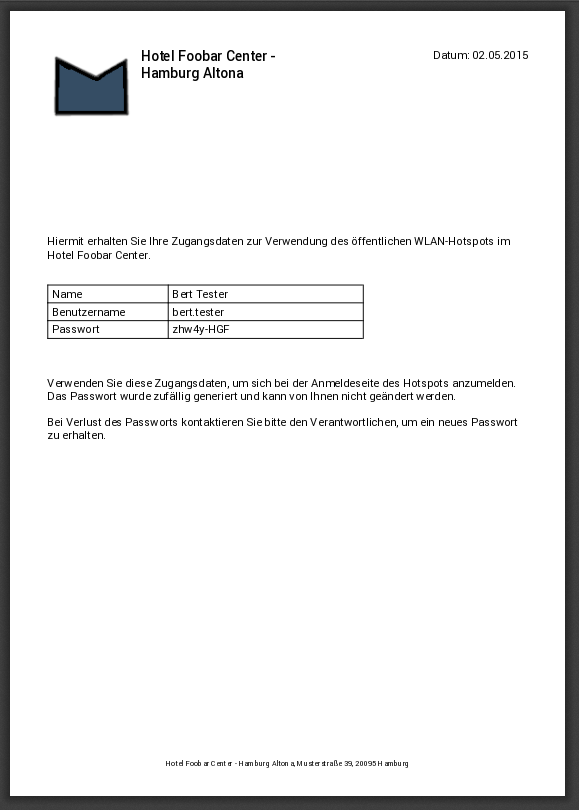 Hotel Foobar Center -
Hamburg Altona
Datum: 02.05.2015
Hiermit erhalten Sie Ihre Zugangsdaten zur Verwendung des öffentlichen WLAN-Hotspots im
Hotel Foobar Center.
Name Bert Tester
Benutzername bert.tester
Passwort zhw4y-HGF
Verwenden Sie diese Zugangsdaten, um sich bei der Anmeldeseite des Hotspots anzumelden.
Das Passwort wurde zufällig generiert und kann von Ihnen nicht geändert werden.
Bei Verlust des Passworts kontaktieren Sie bitte den Verantwortlichen, um ein neues Passwort
zu erhalten.
Hotel Foobar Center - Hamburg Altona, Musterstraße 39, 20095 Hamburg